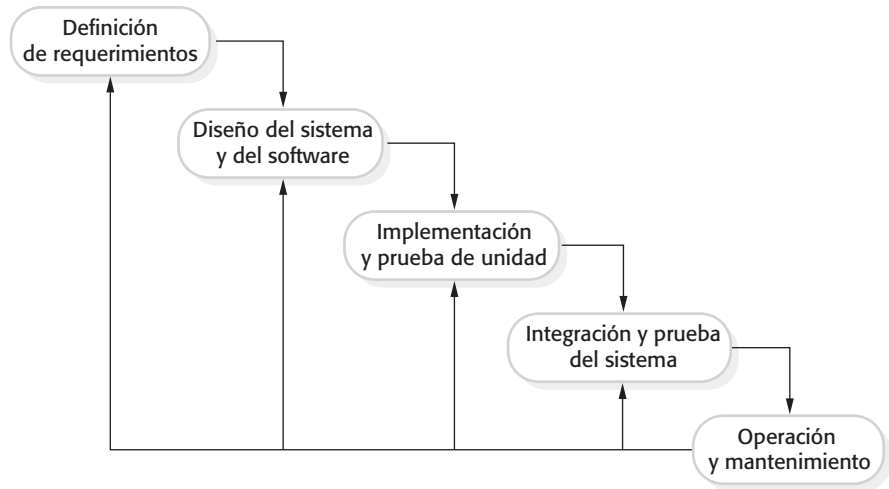 Definición
de requerimientos
Diseño del sistema
y del software
Implementación
y prueba de unidad
Integración y prueba
del sistema
Operación
y mantenimiento